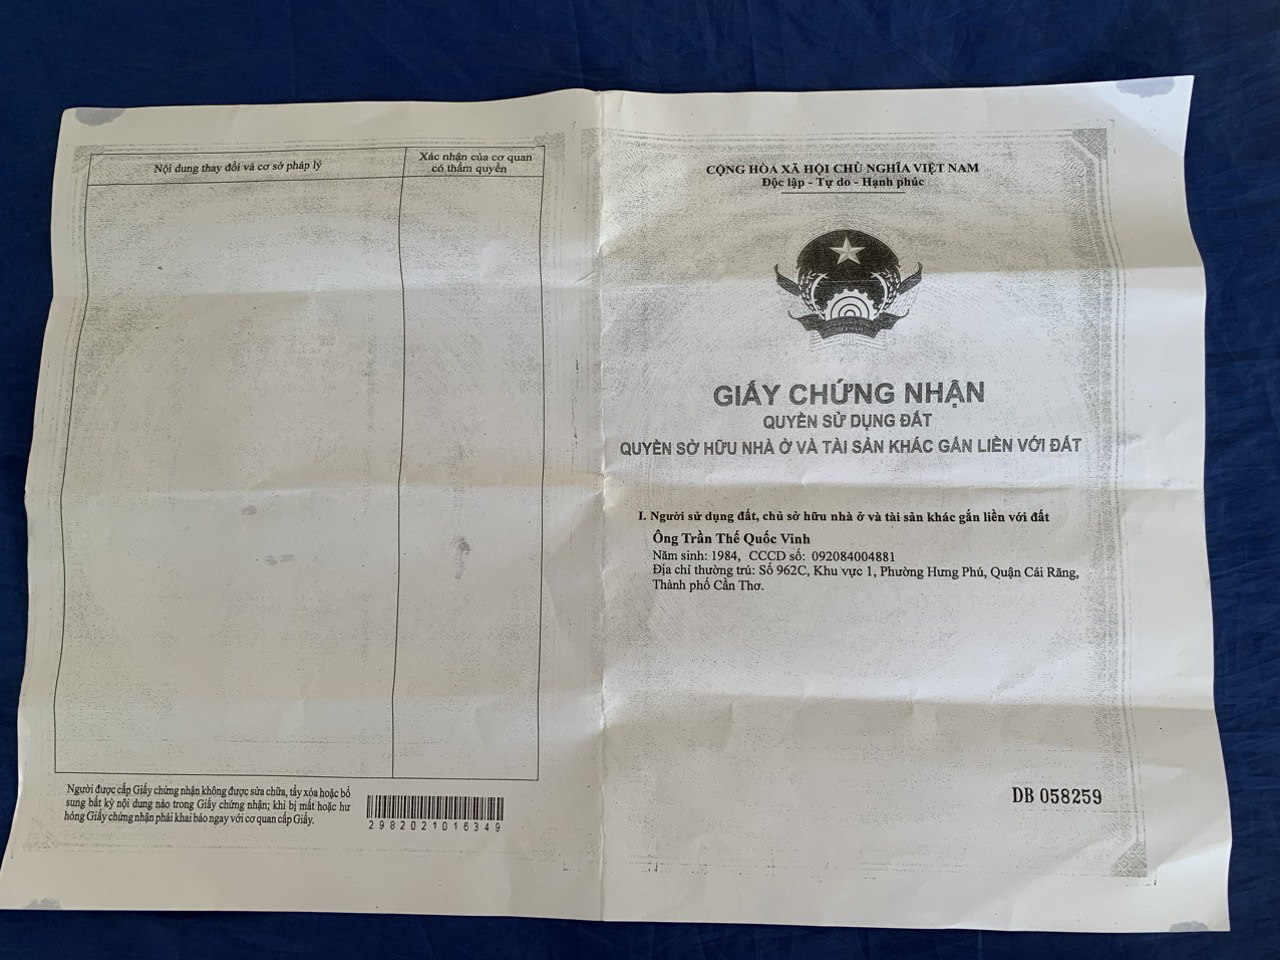 Nội dung thay đổi và cơ sở pháp lý
Xác nhận của cơ quan
có thẩm quyền
Người được cấp Giấy chứng nhận không được sửa chữa, tẩy xóa hoặc bổ
sung bất kỳ nội dung nào trong Giấy chứng nhận; khi bị mất hoặc hư
hỏng Giấy chứng nhận phải khai báo ngay với cơ quan cấp Giấy.
2982021016349
CỘNG HÒA XÃ HỘI CHỦ NGHĨA VIỆT NAM
Độc lập - Tự do - Hạnh phúc
GIẤY CHỨNG NHẬN
QUYỀN SỬ DỤNG ĐẤT
QUYỀN SỞ HỮU NHÀ Ở VÀ TÀI SẢN KHÁC GẮN LIỀN VỚI ĐẤT
I. Người sử dụng đất, chủ sở hữu nhà ở và tài sản khác gắn liền với đất
Ông Trần Thế Quốc Vinh
Năm sinh: 1984, CCCD số: 092084004881
Địa chỉ thường trú: Số 962C, Khu vực 1, Phường Hưng Phú, Quận Cái Răng,
Thành phố Cần Thơ.
DB 058259